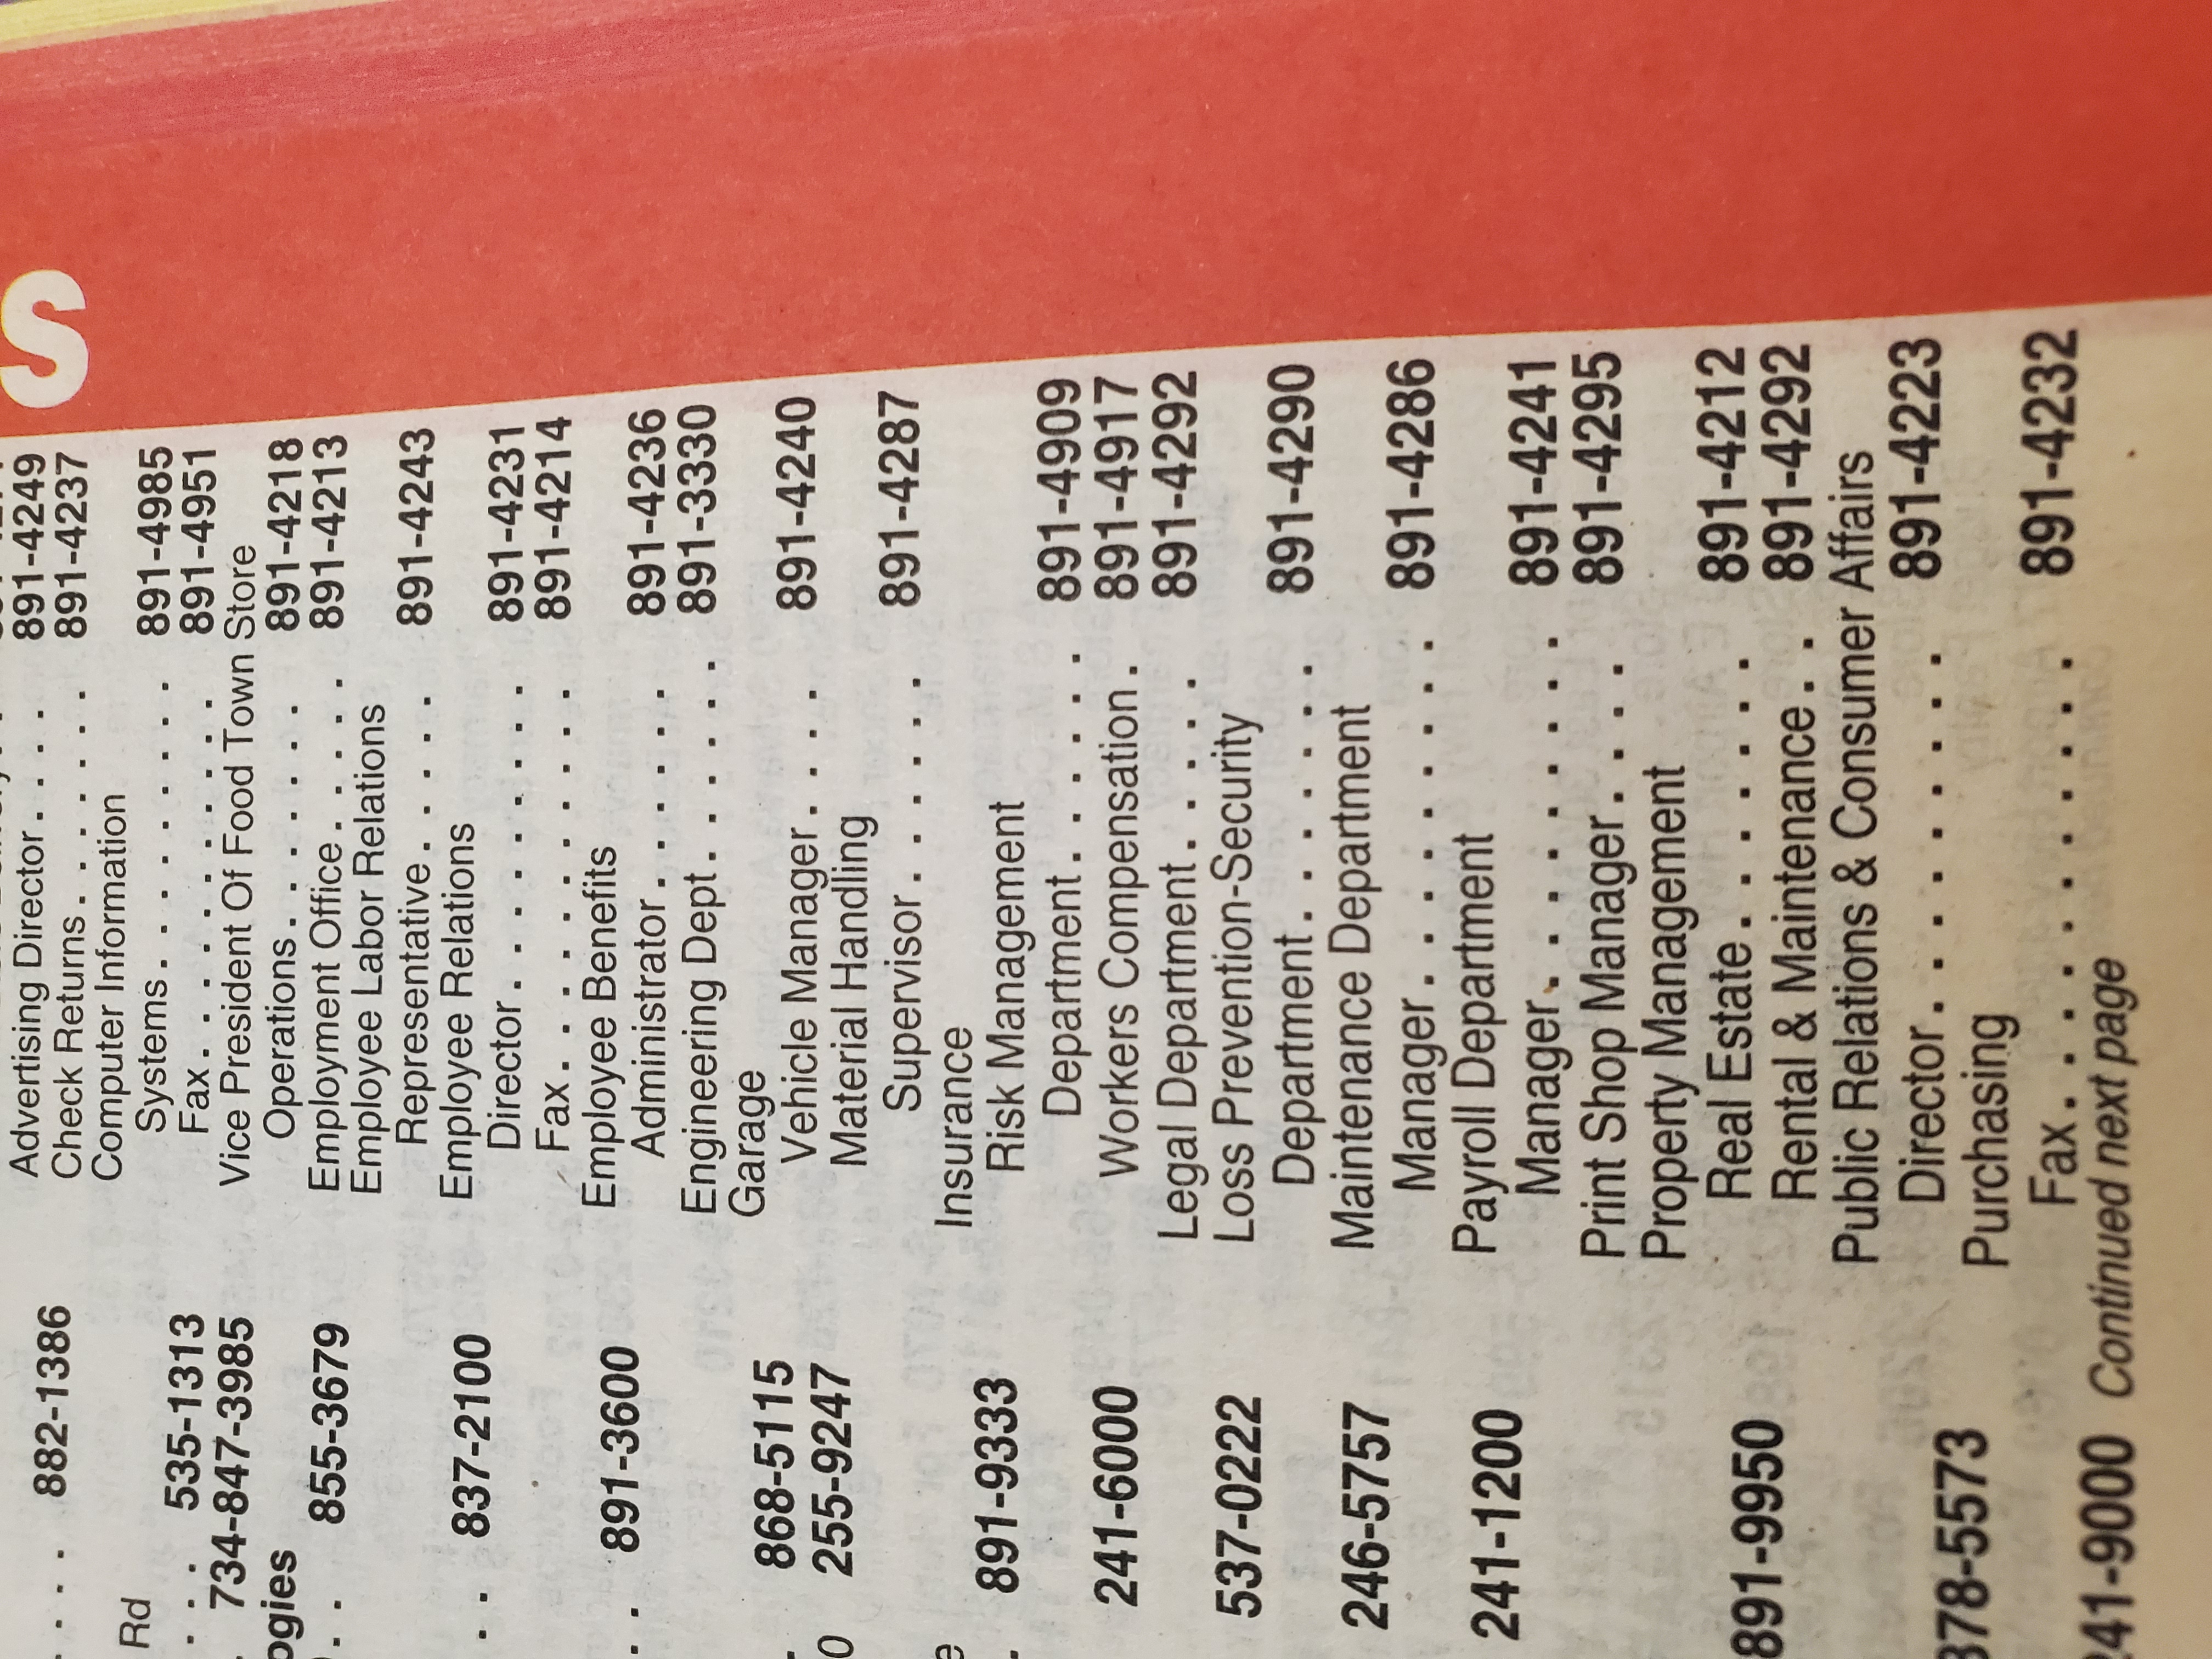 S
882-1386
Rd
535-1313
734-847-3985
ogies
855-3679
837-2100
891-3600
868-5115
0 255-9247
e
891-9333
241-6000
537-0222
246-5757
241-1200
891-9950
378-5573
241-9000
Advertising Director. . . . . 891-4249
Check Returns. . . . . . . 891-4237
Computer Information
Systems. . . . . . . . 891-4985
Fax. . . . . . . . . . 891-4951
Vice President Of Food Town Store
Operations. . . . . . . 891-4218
Employment Office. . . . . 891-4213
Employee Labor Relations
Representative. . . . . . 891-4243
Employee Relations
Director. . . . . . . . 891-4231
Fax. . . . . . . . . . 891-4214
Employee Benefits
Administrator. . . . . . 891-4236
Engineering Dept. . . . . . 891-3330
Garage
Vehicle Manager. . . . . 891-4240
Material Handling
Supervisor. . . . . . . 891-4287
Insurance
Risk Management
Department. . . . . . 891-4909
Workers Compensation. . 891-4917
Legal Department. . . . . 891-4292
Loss Prevention-Security
Department. . . . . . . 891-4290
Maintenance Department
Manager. . . . . . . . . 891-4286
Payroll Department
Manager. . . . . . . . . 891-4241
Print Shop Manager. . . . 891-4295
Property Management
Real Estate. . . . . . . 891-4212
Rental & Maintenance. . . 891-4292
Public Relations & Consumer Affairs
Director. . . . . . . . . 891-4223
Purchasing
Fax. . . . . . . . . . . 891-4232
Continued next page